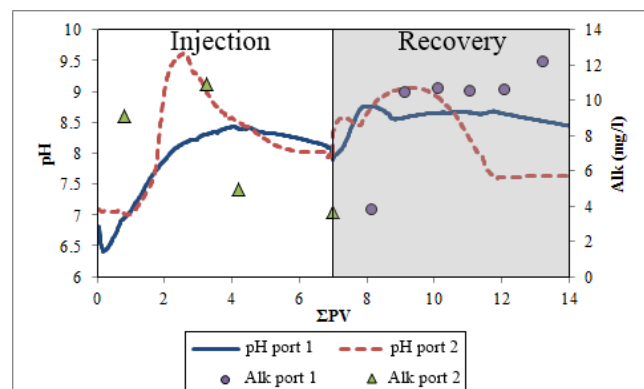 Injection Recovery
10 14
9.5 12
9 10
8.5 8
8
7.5 6
7 4
6.5 2
6 0
pH
Alk (mg/l)
0 2 4 6 8 10 12 14
ΣPV
pH port 1 pH port 2
Alk port 1 Alk port 2